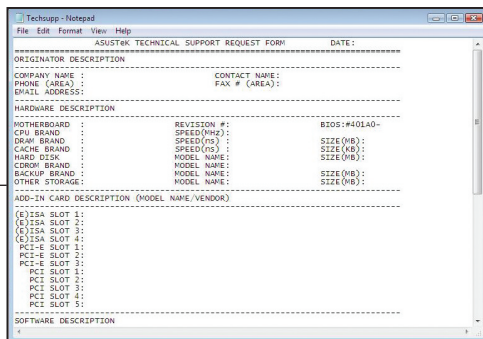 Techsupp - Notepad
File Edit Format View Help
ASUSTeK TECHNICAL SUPPORT REQUEST FORM DATE:
ORIGINATOR DESCRIPTION
COMPANY NAME : CONTACT NAME:
PHONE (AREA) : FAX # (AREA):
EMAIL ADDRESS:
HARDWARE DESCRIPTION
MOTHERBOARD : REVISION #: BIOS:#401A0-
CPU BRAND : SPEED(MHz):
DRAM BRAND : SPEED(ns) : SIZE(MB):
CACHE BRAND : SPEED(ns) : SIZE(KB):
HARD DISK : MODEL NAME: SIZE(MB):
CDROM BRAND : MODEL NAME:
BACKUP BRAND : MODEL NAME: SIZE(MB):
OTHER STORAGE: MODEL NAME: SIZE(MB):
ADD-IN CARD DESCRIPTION (MODEL NAME/VENDOR)
(E)ISA SLOT 1:
(E)ISA SLOT 2:
(E)ISA SLOT 3:
(E)ISA SLOT 4:
PCI-E SLOT 1:
PCI-E SLOT 2:
PCI-E SLOT 3:
PCI SLOT 1:
PCI SLOT 2:
PCI SLOT 3:
PCI SLOT 4:
PCI SLOT 5:
SOFTWARE DESCRIPTION